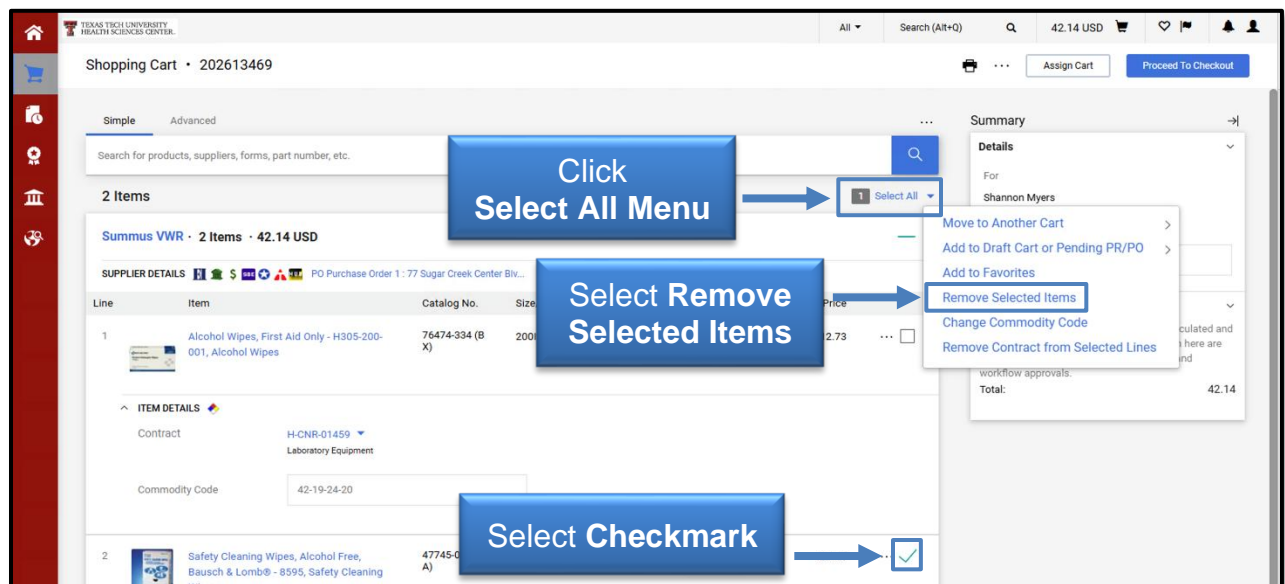 TEXAS TECH UNIVERSITY
HEALTH SCIENCES CENTER.
All
Search (Alt+Q)
42.14 USD
Shopping Cart • 202613469
...
Assign Cart
Proceed To Checkout
Simple
Advanced
...
Summary
Search for products, suppliers, forms, part number, etc.
Details
For
Shannon Myers
Click
Select All Menu
2 Items
1 Select All
Move to Another Cart
Add to Draft Cart or Pending PR/PO
Add to Favorites
Remove Selected Items
Change Commodity Code
Remove Contract from Selected Lines
Summus VWR · 2 Items · 42.14 USD
SUPPLIER DETAILS
PO Purchase Order 1 : 77 Sugar Creek Center Blv...
Select Remove
Selected Items
Line
Item
Catalog No.
Price
1
Alcohol Wipes, First Aid Only - H305-200-
001, Alcohol Wipes
76474-334 (B
X)
...
here are
workflow approvals.
Total:
42.14
ITEM DETAILS
Contract
H-CNR-01459
Laboratory Equipment
Commodity Code
42-19-24-20
Select Checkmark
2
Safety Cleaning Wipes, Alcohol Free,
Bausch & Lomb® - 8595, Safety Cleaning
A)